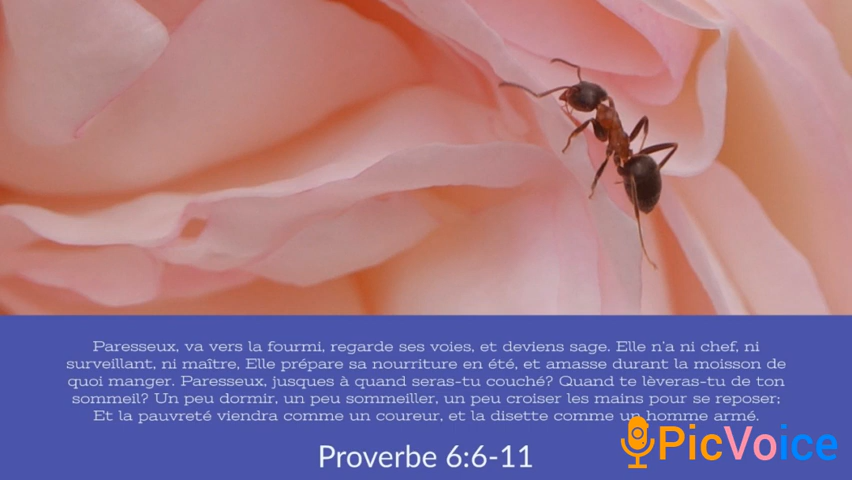 Paresseux, va vers la fourmi, regarde ses voies, et deviens sage. Elle n'a ni chef, ni
surveillant, ni maître, Elle prépare sa nourriture en été, et amasse durant la moisson de
quoi manger. Paresseux, jusques à quand seras-tu couché? Quand te lèveras-tu de ton
sommeil? Un peu dormir, un peu sommeiller, un peu croiser les mains pour se reposer;
Et la pauvreté viendra comme un coureur, et la disette comme un homme armé.
PicVoice
Proverbe 6:6-11